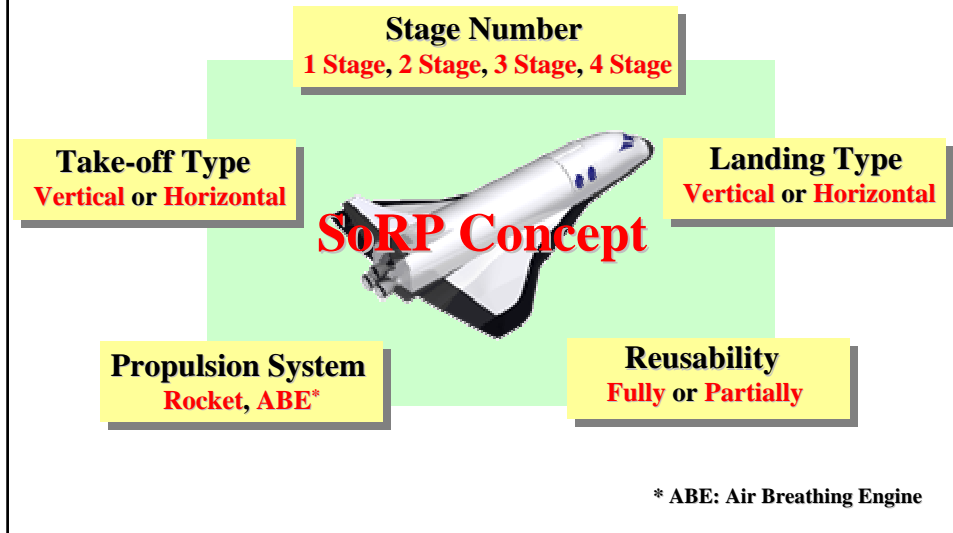 Stage Number
1 Stage, 2 Stage, 3 Stage, 4 Stage
Take-off Type
Vertical or Horizontal
Landing Type
Vertical or Horizontal
SoRP Concept
Propulsion System
Rocket, ABE*
Reusability
Fully or Partially
* ABE: Air Breathing Engine